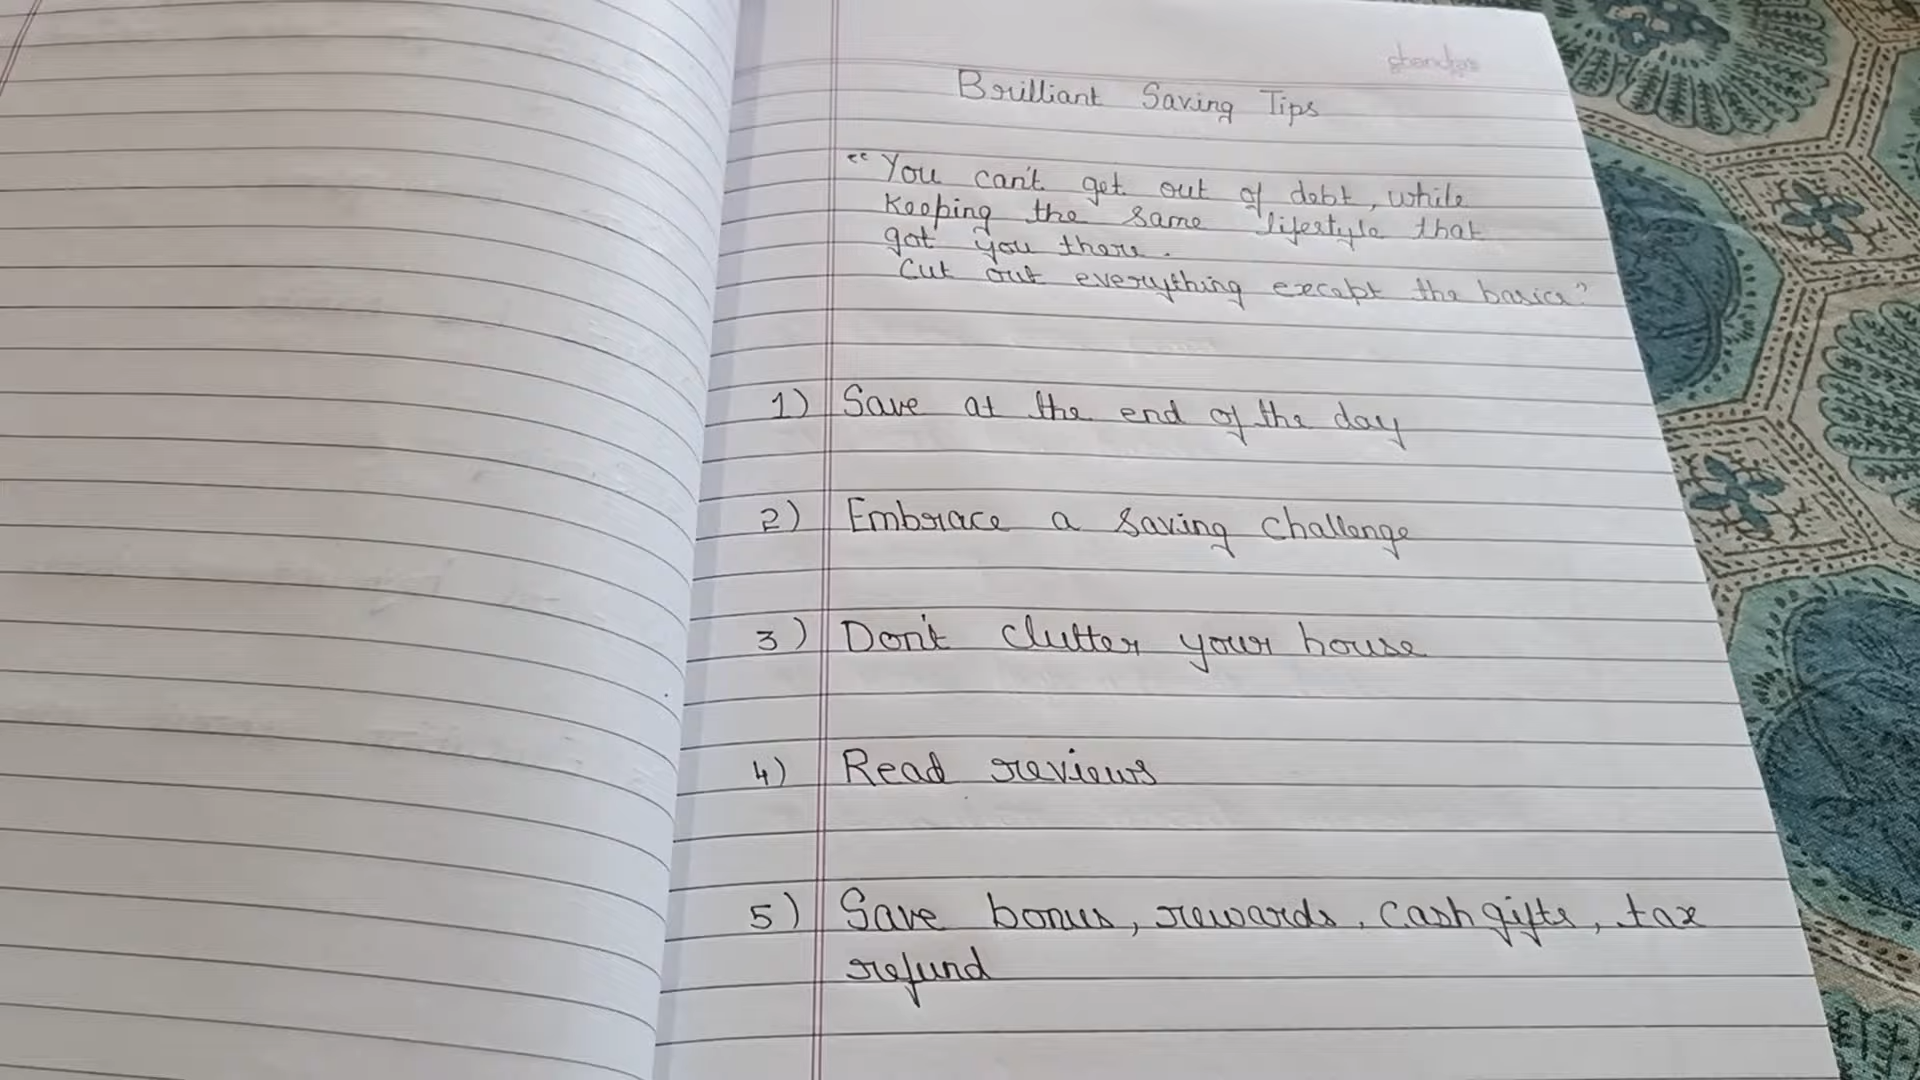 Brilliant Saving Tips
"You can't get out of debt, while
Keeping the same lifestyle that
got you there.
Cut out everything except the basics"
1) Save at the end of the day
2) Embrace a saving challenge
3) Don't clutter your house
4) Read reviews
5) Save bonus, rewards, cash gifts, tax
refund